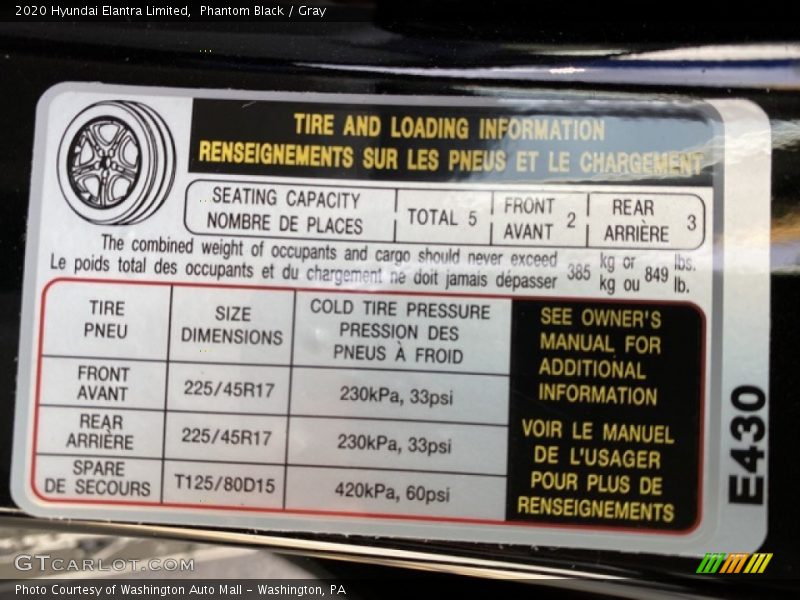 2020 Hyundai Elantra Limited, Phantom Black / Gray
TIRE AND LOADING INFORMATION
RENSEIGNEMENTS SUR LES PNEUS ET LE CHARGEMENT
SEATING CAPACITY
NOMBRE DE PLACES
TOTAL 5
FRONT
AVANT
2
REAR
ARRIÈRE
3
The combined weight of occupants and cargo should never exceed
Le poids total des occupants et du chargement ne doit jamais dépasser
385
kg or
kg ou
849
lbs.
lb.
TIRE
PNEU
SIZE
DIMENSIONS
COLD TIRE PRESSURE
PRESSION DES
PNEUS À FROID
FRONT
AVANT
225/45R17
230kPa, 33psi
REAR
ARRIÈRE
225/45R17
230kPa, 33psi
SPARE
DE SECOURS
T125/80D15
420kPa, 60psi
SEE OWNER'S
MANUAL FOR
ADDITIONAL
INFORMATION
VOIR LE MANUEL
DE L'USAGER
POUR PLUS DE
RENSEIGNEMENTS
E430
GTCARLOT.COM
Photo Courtesy of Washington Auto Mall - Washington, PA